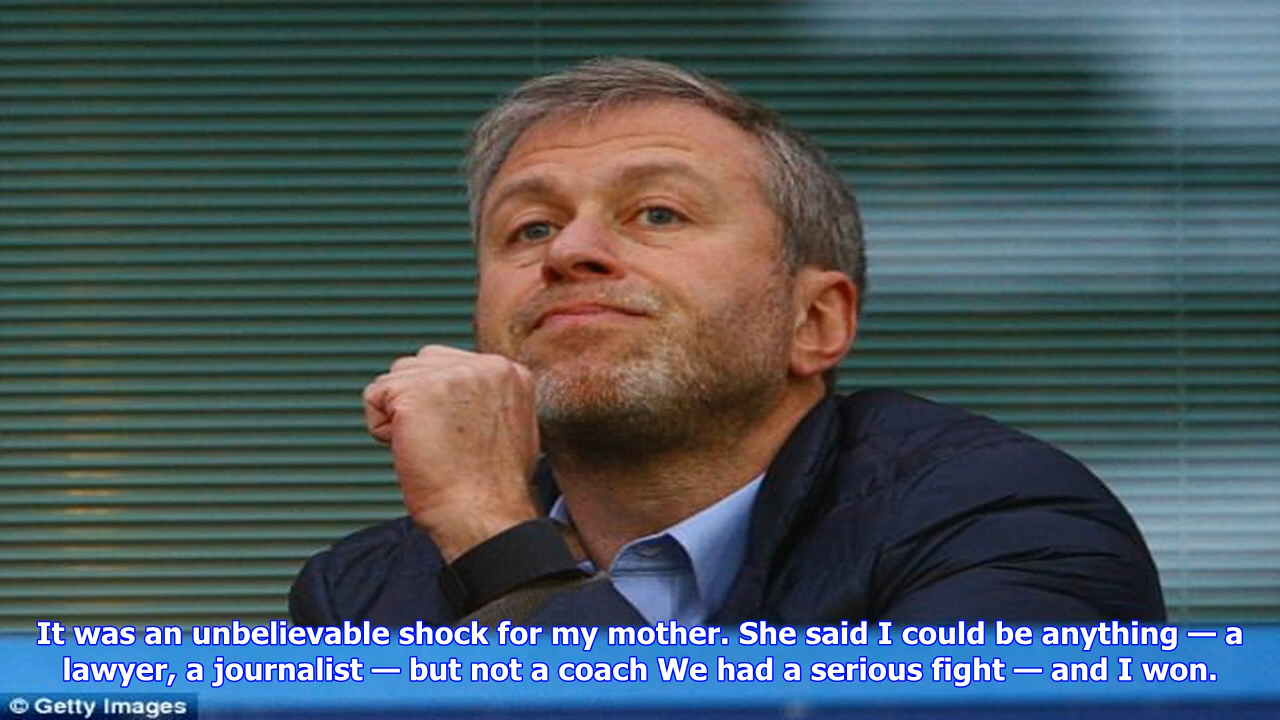 It was an unbelievable shock for my mother. She said I could be anything — a
lawyer, a journalist — but not a coach We had a serious fight — and I won.
© Getty Images